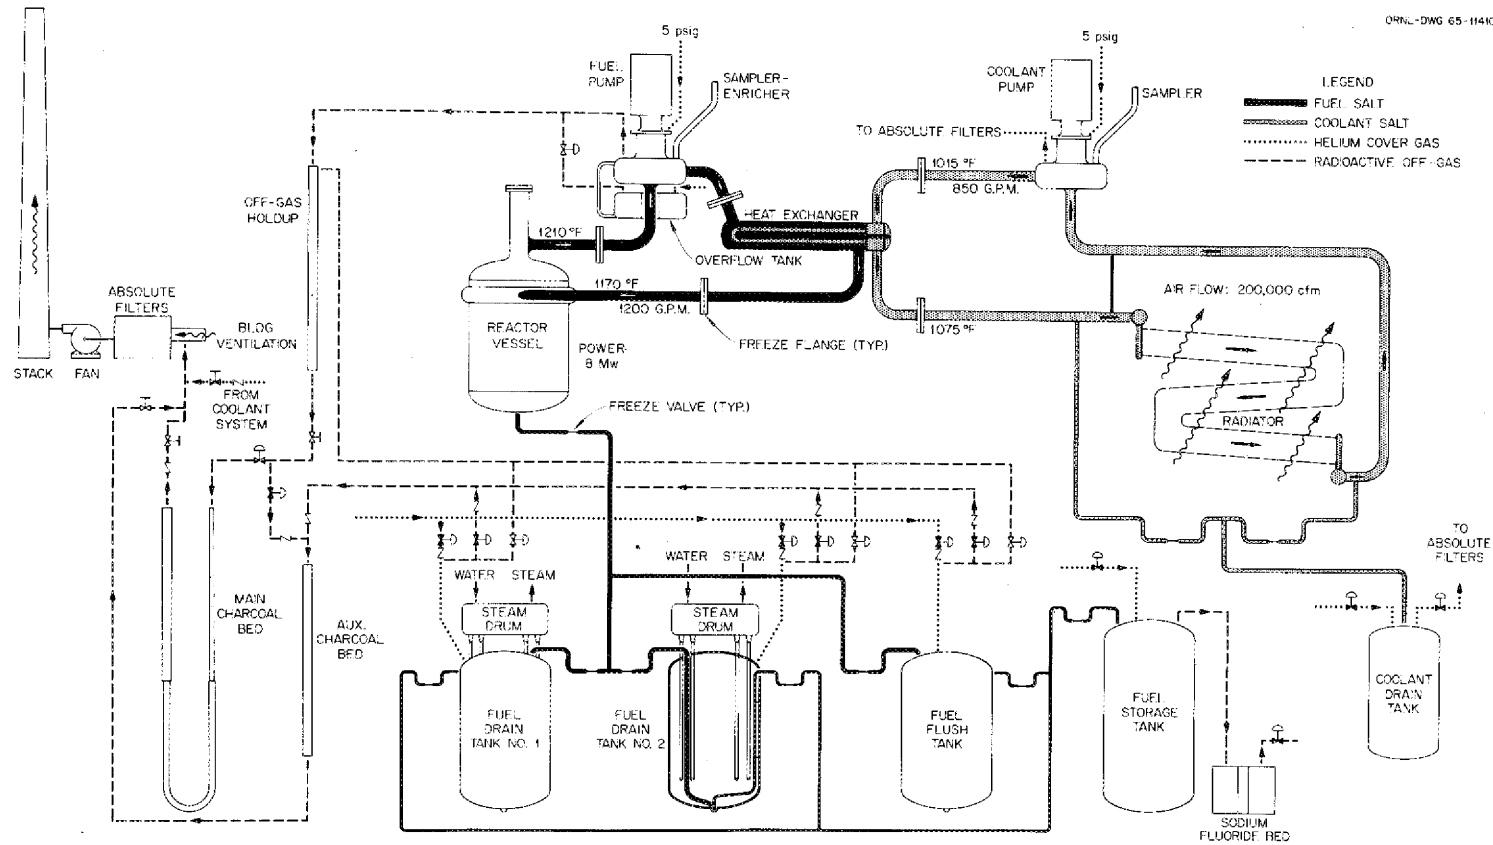 ORNL-DWG 65-11410
5 psig
5 psig
FUEL
PUMP
SAMPLER-
ENRICHER
COOLANT
PUMP
SAMPLER
LEGEND
FUEL SALT
COOLANT SALT
HELIUM COVER GAS
RADIOACTIVE OFF-GAS
TO ABSOLUTE FILTERS
1015 °F
850 G.P.M.
OFF-GAS
HOLDUP
HEAT EXCHANGER
1210 °F
OVERFLOW TANK
1170 °F
1200 G.P.M.
1075 °F
AIR FLOW: 200,000 cfm
ABSOLUTE
FILTERS
BLDG
VENTILATION
REACTOR
VESSEL
POWER-
8 Mw
FREEZE FLANGE (TYP.)
STACK
FAN
FROM
COOLANT
SYSTEM
FREEZE VALVE (TYP.)
RADIATOR
TO
ABSOLUTE
FILTERS
WATER
STEAM
WATER
STEAM
STEAM
DRUM
STEAM
DRUM
MAIN
CHARCOAL
BED
AUX.
CHARCOAL
BED
FUEL
DRAIN
TANK NO. 1
FUEL
DRAIN
TANK NO. 2
FUEL
FLUSH
TANK
FUEL
STORAGE
TANK
COOLANT
DRAIN
TANK
SODIUM
FLUORIDE BED